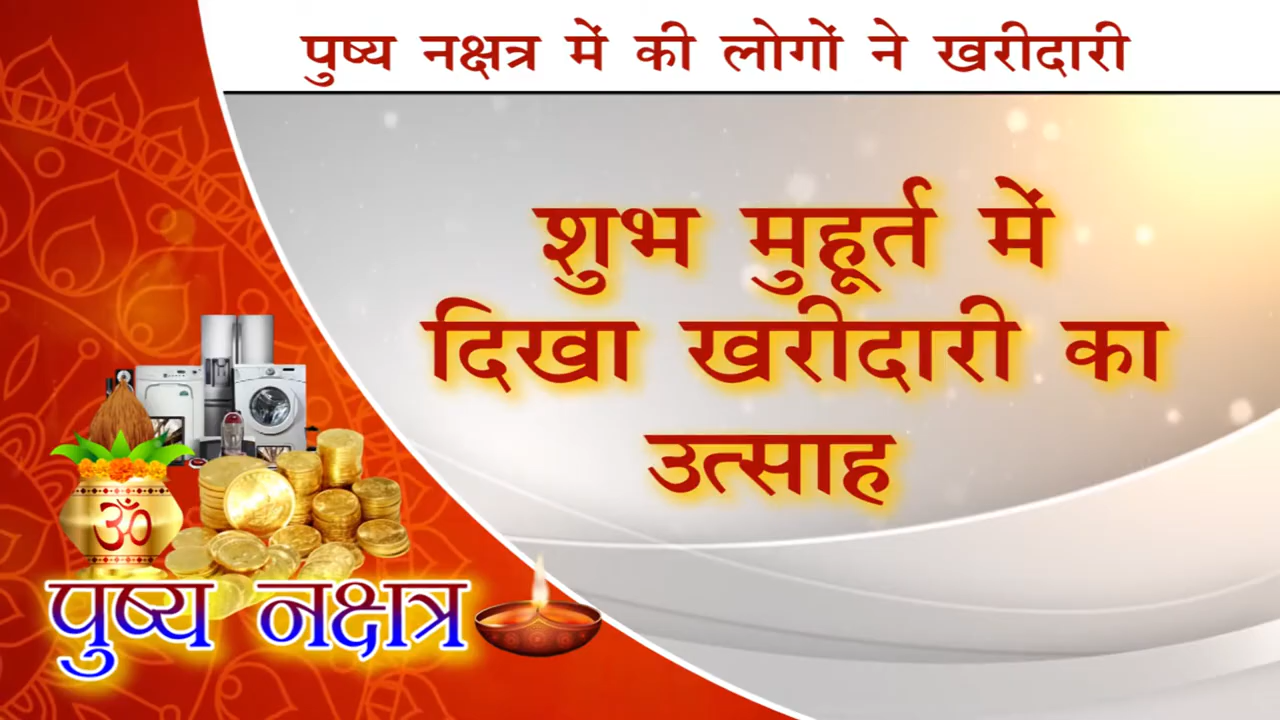 पुष्य नक्षत्र में की लोगों ने खरीदारी
शुभ मुहूर्त में
दिखा खरीदारी का
उत्साह
ॐ
पुष्य नक्षत्र